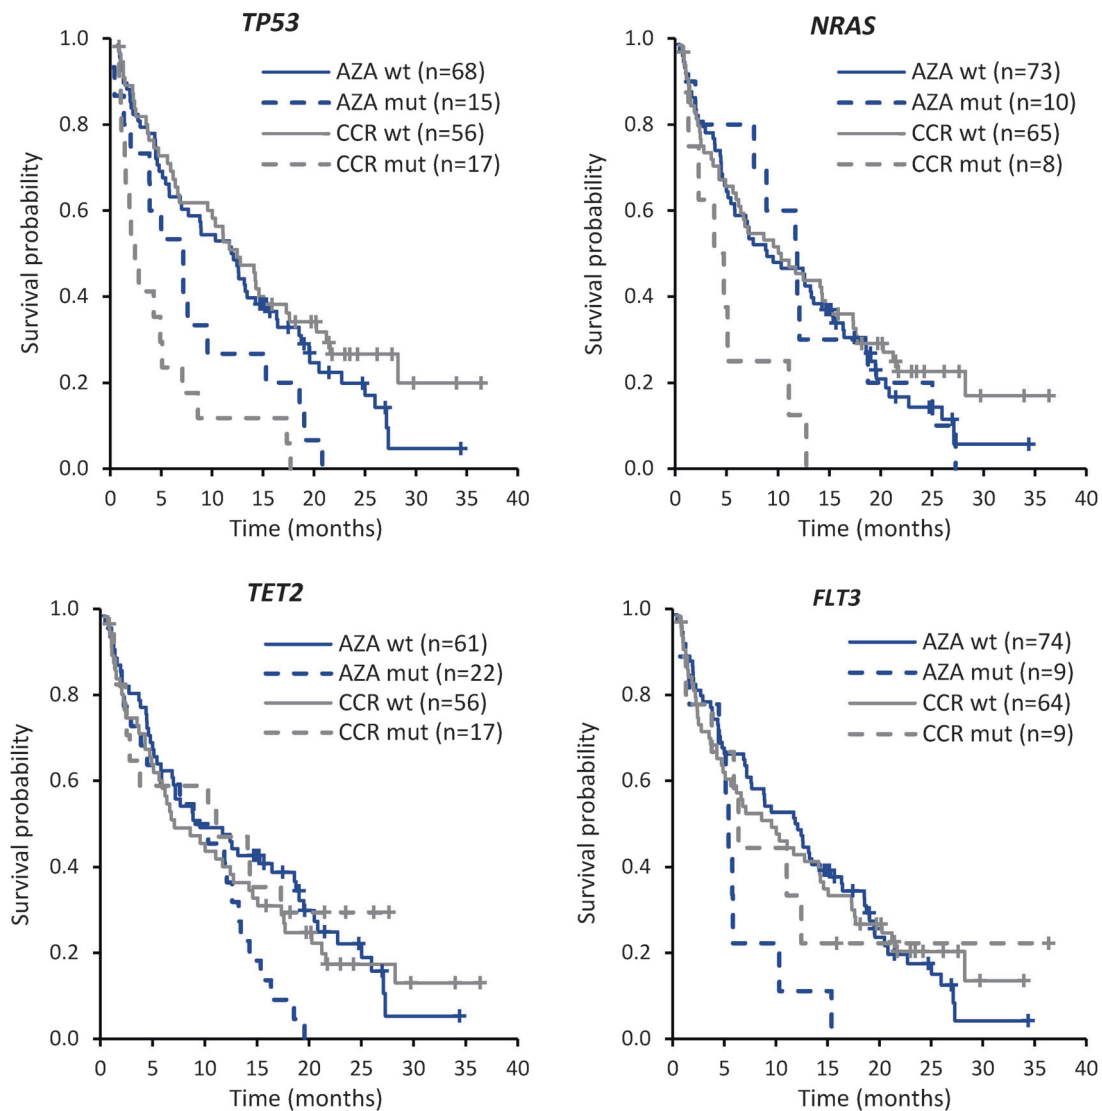 TP53
AZA wt (n=68)
AZA mut (n=15)
CCR wt (n=56)
CCR mut (n=17)
Survival probability
1.0
0.8
0.6
0.4
0.2
0.0
0 5 10 15 20 25 30 35 40
Time (months)
NRAS
AZA wt (n=73)
AZA mut (n=10)
CCR wt (n=65)
CCR mut (n=8)
Survival probability
1.0
0.8
0.6
0.4
0.2
0.0
0 5 10 15 20 25 30 35 40
Time (months)
TET2
AZA wt (n=61)
AZA mut (n=22)
CCR wt (n=56)
CCR mut (n=17)
Survival probability
1.0
0.8
0.6
0.4
0.2
0.0
0 5 10 15 20 25 30 35 40
Time (months)
FLT3
AZA wt (n=74)
AZA mut (n=9)
CCR wt (n=64)
CCR mut (n=9)
Survival probability
1.0
0.8
0.6
0.4
0.2
0.0
0 5 10 15 20 25 30 35 40
Time (months)